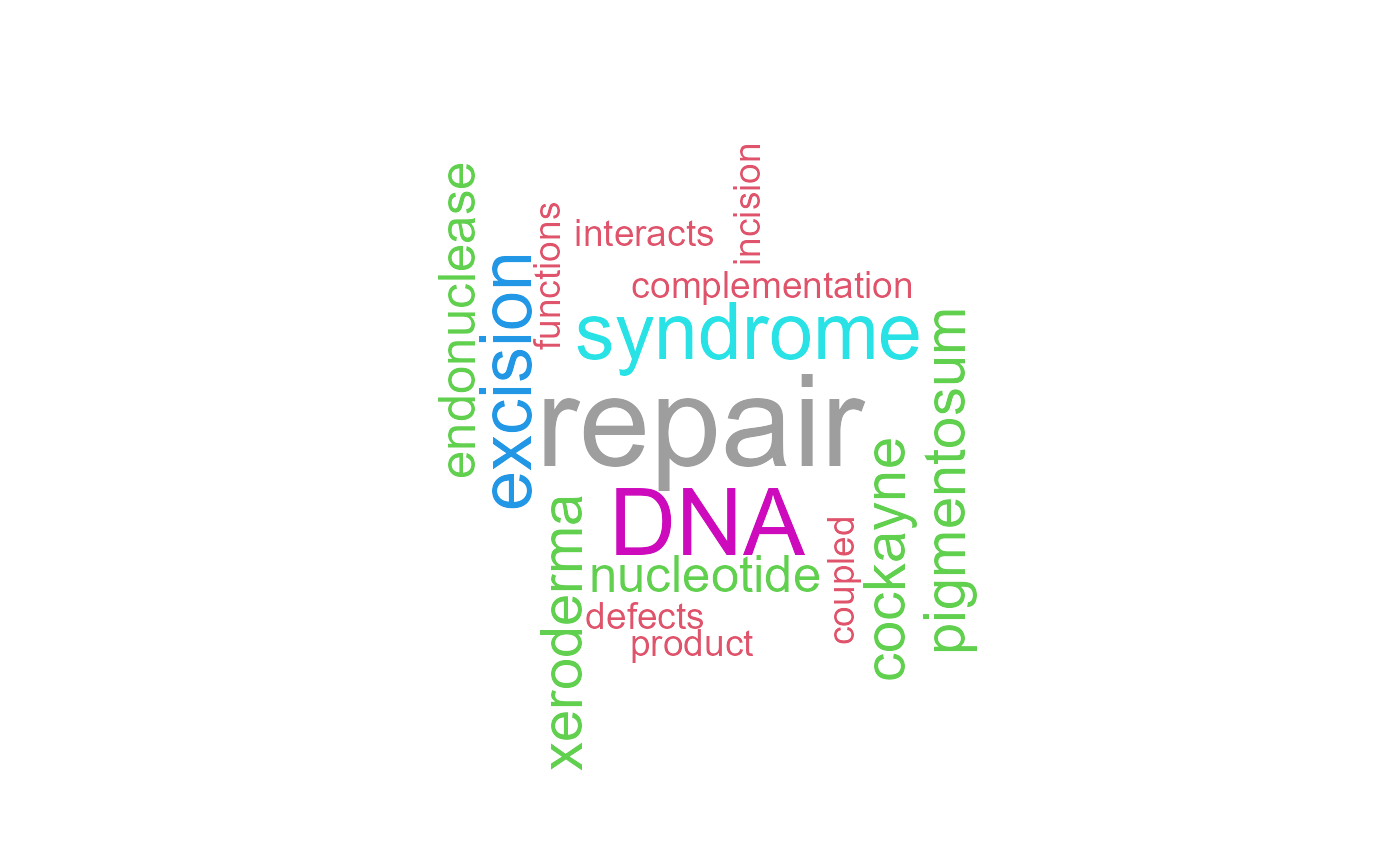 incision
endonuclease
functions
interacts
excision
complementation
syndrome
pigmentosum
repair
cockayne
DNA
xeroderma
coupled
nucleotide
defects
product